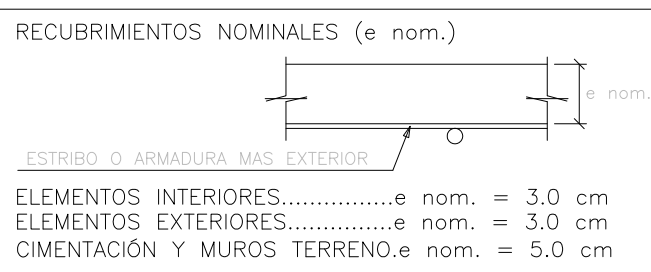 RECUBRIMIENTOS NOMINALES (e nom.)
e nom.
ESTRIBO O ARMADURA MAS EXTERIOR
ELEMENTOS INTERIORES................e nom. = 3.0 cm
ELEMENTOS EXTERIORES...............e nom. = 3.0 cm
CIMENTACIÓN Y MUROS TERRENO.e nom. = 5.0 cm